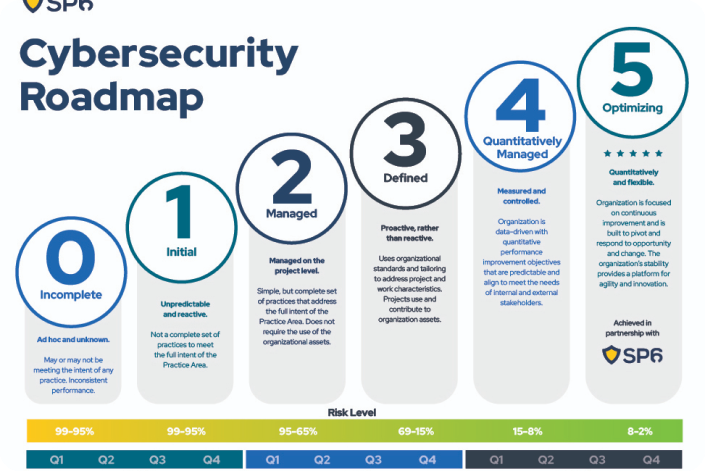 SP6
Cybersecurity
Roadmap
0
Incomplete
Ad hoc and unknown.
May or may not be
meeting the intent of any
practice. Inconsistent
performance.
1
Initial
Unpredictable
and reactive.
Not a complete set of
practices to meet
the full intent of the
Practice Area.
2
Managed
Managed on the
project level.
Simple, but complete set
of practices that address
the full intent of the
Practice Area. Does not
require the use of the
organizational assets.
3
Defined
Proactive, rather
than reactive.
Uses organizational
standards and tailoring
to address project and
work characteristics.
Projects use and
contribute to
organization assets.
4
Quantitatively
Managed
Measured and
controlled.
Organization is
data-driven with
quantitative
performance
improvement objectives
that are predictable and
align to meet the needs
of internal and external
stakeholders.
5
Optimizing
Quantitatively
and flexible.
Organization is focused
on continuous
improvement and is
built to pivot and
respond to opportunity
and change. The
organization's stability
provides a platform for
agility and innovation.
Achieved in
partnership with
SP6
Risk Level
99-95% 99-95% 95-65% 69-15% 15-8% 8-2%
Q1 Q2 Q3 Q4 Q1 Q2 Q3 Q4 Q1 Q2 Q3 Q4